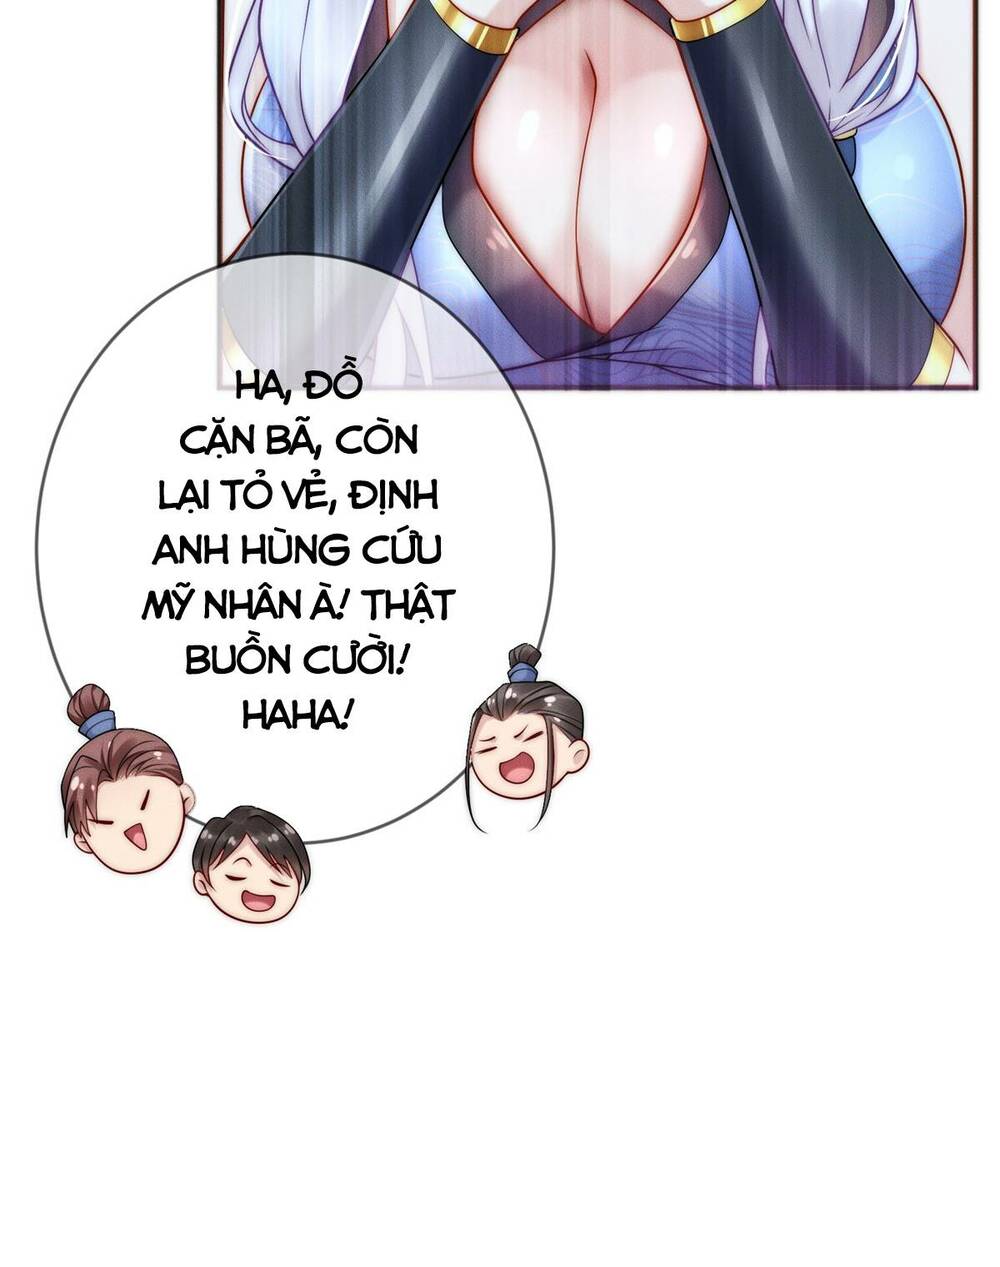 HA, ĐỒ
CẶN BÃ, CÒN
LẠI TỎ VẺ, ĐỊNH
ANH HÙNG CỨU
MỸ NHÂN À! THẬT
BUỒN CƯỜI!
HAHA!